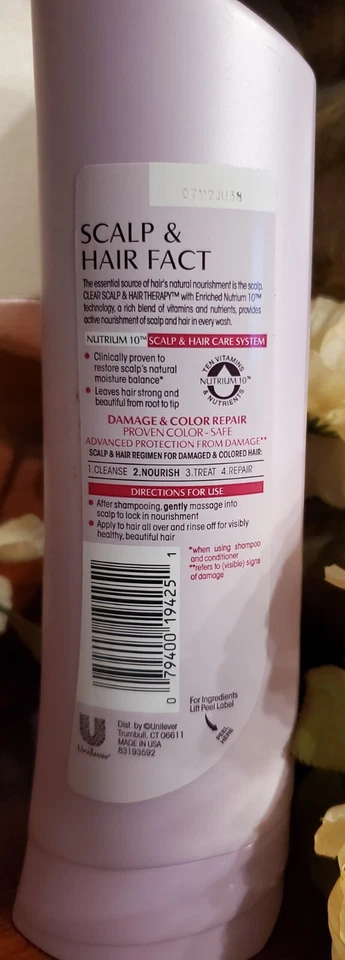 07112JU38
SCALP &
HAIR FACT
The essential source of hair's natural nourishment is the scalp.
CLEAR SCALP & HAIR THERAPY™ with Enriched Nutrium 10™
technology, a rich blend of vitamins and nutrients, provides
active nourishment of scalp and hair in every wash.
NUTRIUM 10™ SCALP & HAIR CARE SYSTEM
• Clinically proven to
restore scalp's natural
moisture balance*
• Leaves hair strong and
beautiful from root to tip
TEN VITAMINS
NUTRIUM 10™
& NUTRIENTS
DAMAGE & COLOR REPAIR
PROVEN COLOR-SAFE
ADVANCED PROTECTION FROM DAMAGE**
SCALP & HAIR REGIMEN FOR DAMAGED & COLORED HAIR:
1.CLEANSE 2.NOURISH 3.TREAT 4.REPAIR
DIRECTIONS FOR USE
• After shampooing, gently massage into
scalp to lock in nourishment
• Apply to hair all over and rinse off for visibly
healthy, beautiful hair
*when using shampoo
and conditioner
**refers to (visible) signs
of damage
0 79400 19425 1
For Ingredients
Lift Peel Label
PEEL
HERE
Unilever
Dist. by ©Unilever
Trumbull, CT 06611
MADE IN USA
83193592